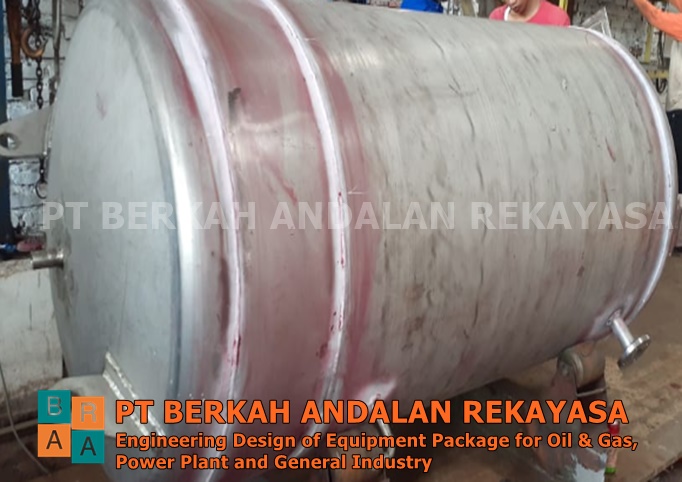 PT BERKAH ANDALAN REKAYASA
B R
A A
PT BERKAH ANDALAN REKAYASA
Engineering Design of Equipment Package for Oil & Gas,
Power Plant and General Industry